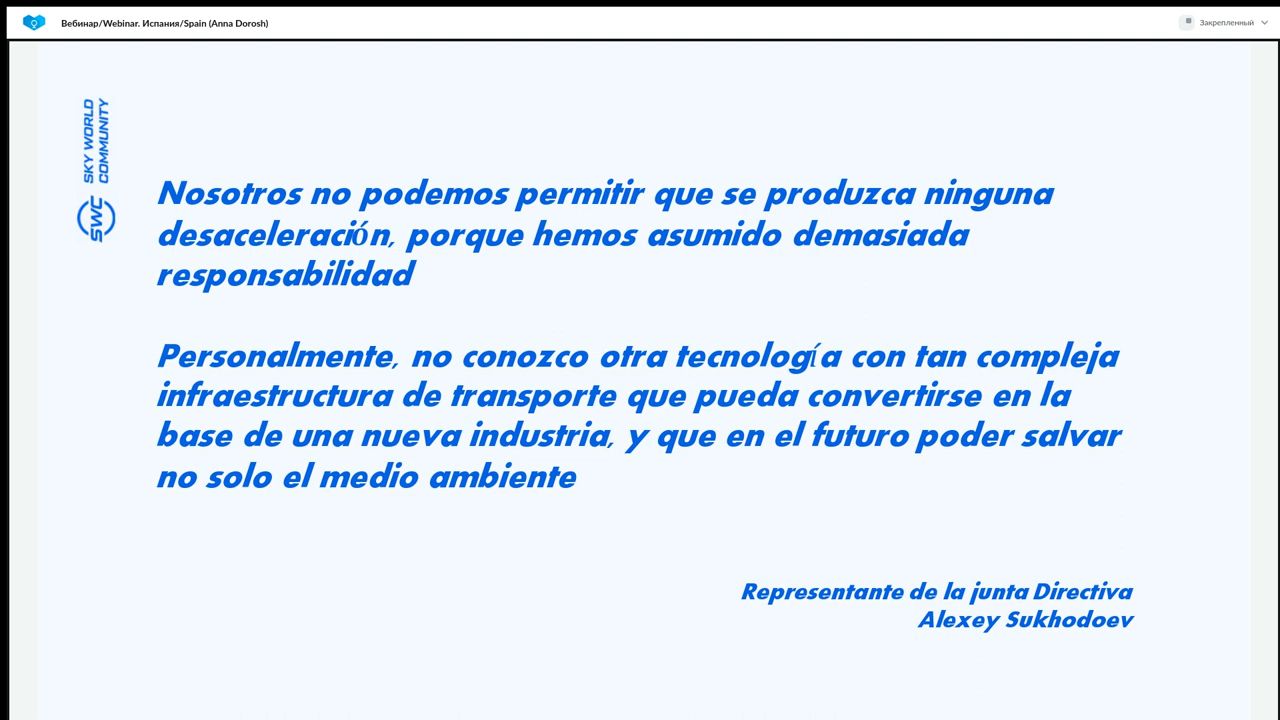 Вебинар/Webinar. Испания/Spain (Anna Dorosh)
Закрепленный
SKY WORLD
COMMUNITY
SWC
Nosotros no podemos permitir que se produzca ninguna
desaceleración, porque hemos asumido demasiada
responsabilidad
Personalmente, no conozco otra tecnología con tan compleja
infraestructura de transporte que pueda convertirse en la
base de una nueva industria, y que en el futuro poder salvar
no solo el medio ambiente
Representante de la junta Directiva
Alexey Sukhodoev